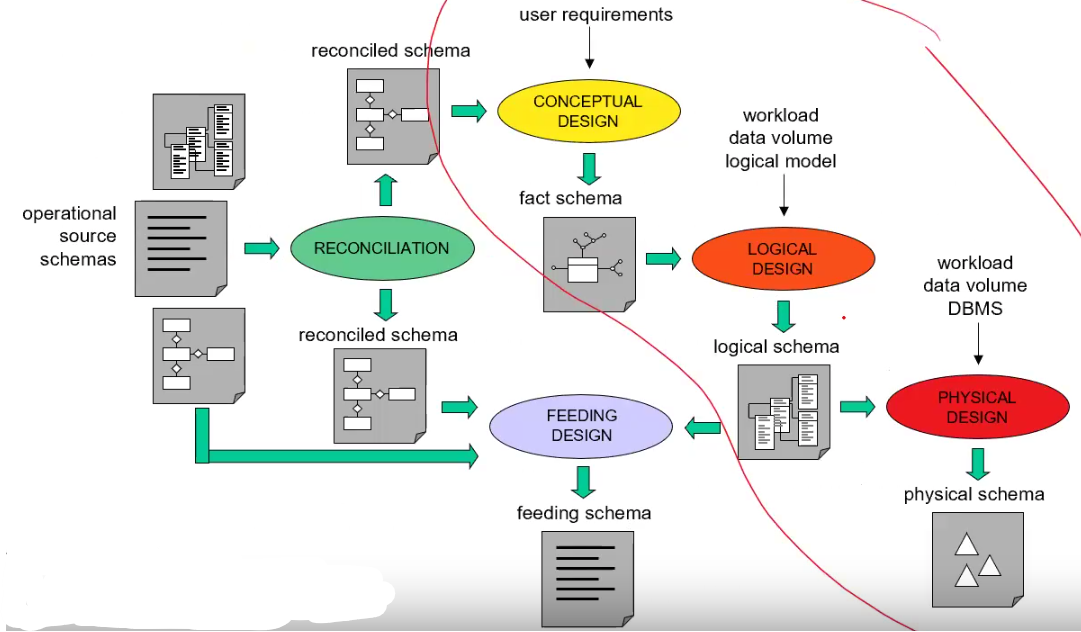 user requirements
reconciled schema
CONCEPTUAL
DESIGN
workload
data volume
logical model
fact schema
operational
source
schemas
RECONCILIATION
LOGICAL
DESIGN
workload
data volume
DBMS
reconciled schema
logical schema
FEEDING
DESIGN
PHYSICAL
DESIGN
feeding schema
physical schema